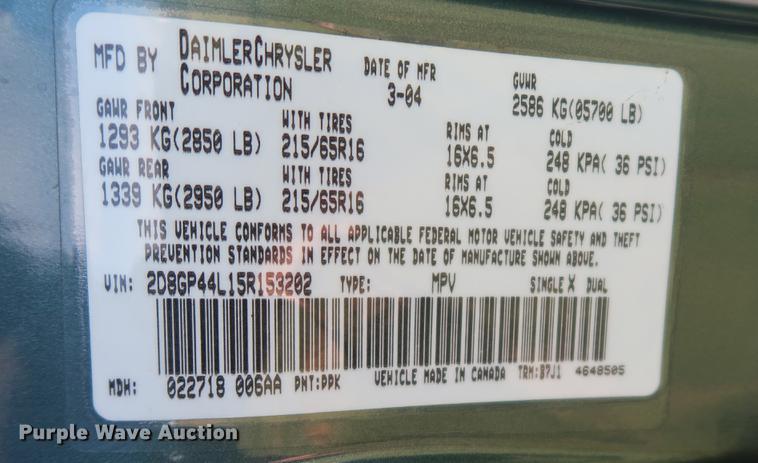 MFD BY DAIMLERCHRYSLER CORPORATION DATE OF MFR 3-04 GVWR 2586 KG(05700 LB)
GAWR FRONT WITH TIRES RIMS AT COLD
1293 KG(2850 LB) 215/65R16 16X6.5 248 KPA( 36 PSI)
GAWR REAR WITH TIRES RIMS AT COLD
1339 KG(2950 LB) 215/65R16 16X6.5 248 KPA( 36 PSI)
THIS VEHICLE CONFORMS TO ALL APPLICABLE FEDERAL MOTOR VEHICLE SAFETY AND THEFT
PREVENTION STANDARDS IN EFFECT ON THE DATE OF MANUFACTURE SHOWN ABOVE.
VIN: 2D8GP44L15R153202 TYPE: MPV SINGLE X DUAL
MDH: 022718 006AA PNT:PPK VEHICLE MADE IN CANADA TRM:B7J1 4648505
Purple Wave Auction